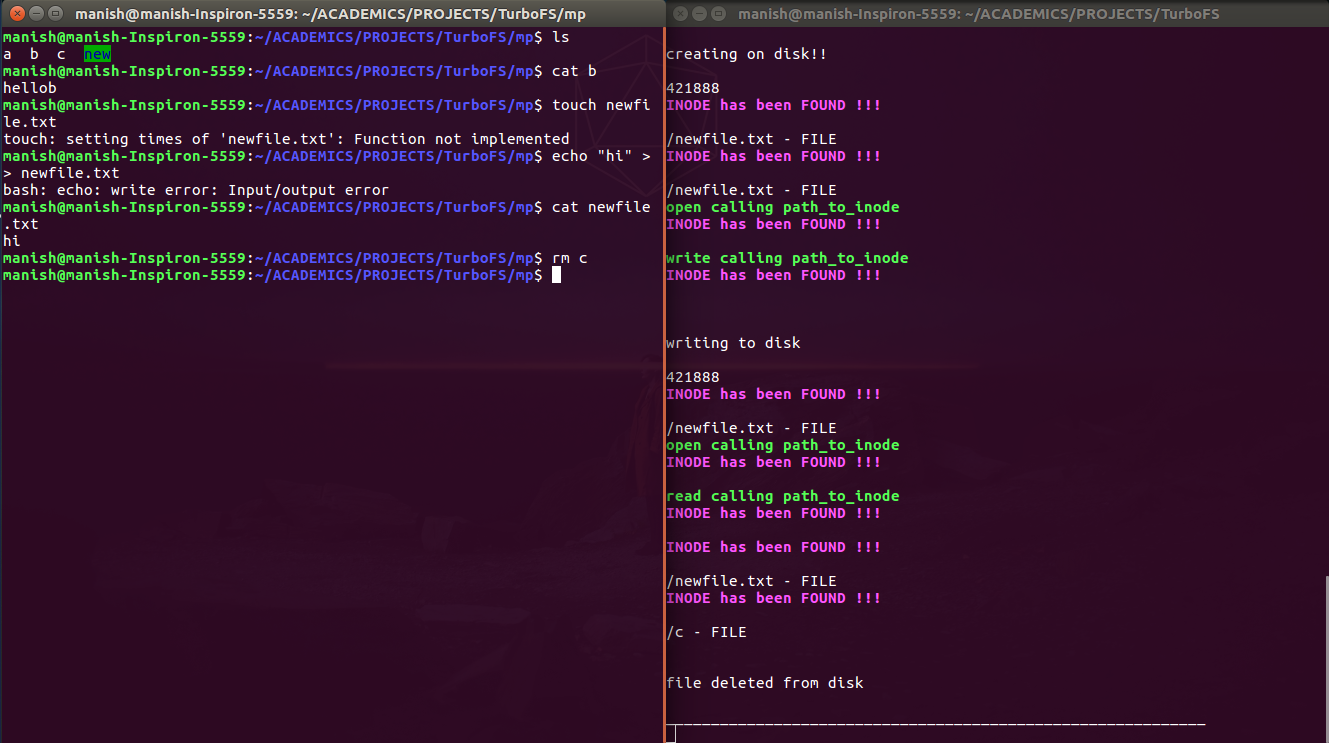 manish@manish-Inspiron-5559: ~/ACADEMICS/PROJECTS/TurboFS/mp
manish@manish-Inspiron-5559:~/ACADEMICS/PROJECTS/TurboFS/mp$ ls
a  b  c  new
manish@manish-Inspiron-5559:~/ACADEMICS/PROJECTS/TurboFS/mp$ cat b
hellob
manish@manish-Inspiron-5559:~/ACADEMICS/PROJECTS/TurboFS/mp$ touch newfi
le.txt
touch: setting times of 'newfile.txt': Function not implemented
manish@manish-Inspiron-5559:~/ACADEMICS/PROJECTS/TurboFS/mp$ echo "hi" >
> newfile.txt
bash: echo: write error: Input/output error
manish@manish-Inspiron-5559:~/ACADEMICS/PROJECTS/TurboFS/mp$ cat newfile
.txt
hi
manish@manish-Inspiron-5559:~/ACADEMICS/PROJECTS/TurboFS/mp$ rm c
manish@manish-Inspiron-5559:~/ACADEMICS/PROJECTS/TurboFS/mp$
manish@manish-Inspiron-5559: ~/ACADEMICS/PROJECTS/TurboFS
creating on disk!!
421888
INODE has been FOUND !!!
/newfile.txt - FILE
INODE has been FOUND !!!
/newfile.txt - FILE
open calling path_to_inode
INODE has been FOUND !!!
write calling path_to_inode
INODE has been FOUND !!!
writing to disk
421888
INODE has been FOUND !!!
/newfile.txt - FILE
open calling path_to_inode
INODE has been FOUND !!!
read calling path_to_inode
INODE has been FOUND !!!
INODE has been FOUND !!!
/newfile.txt - FILE
INODE has been FOUND !!!
/c - FILE
file deleted from disk
____________________________________________________________